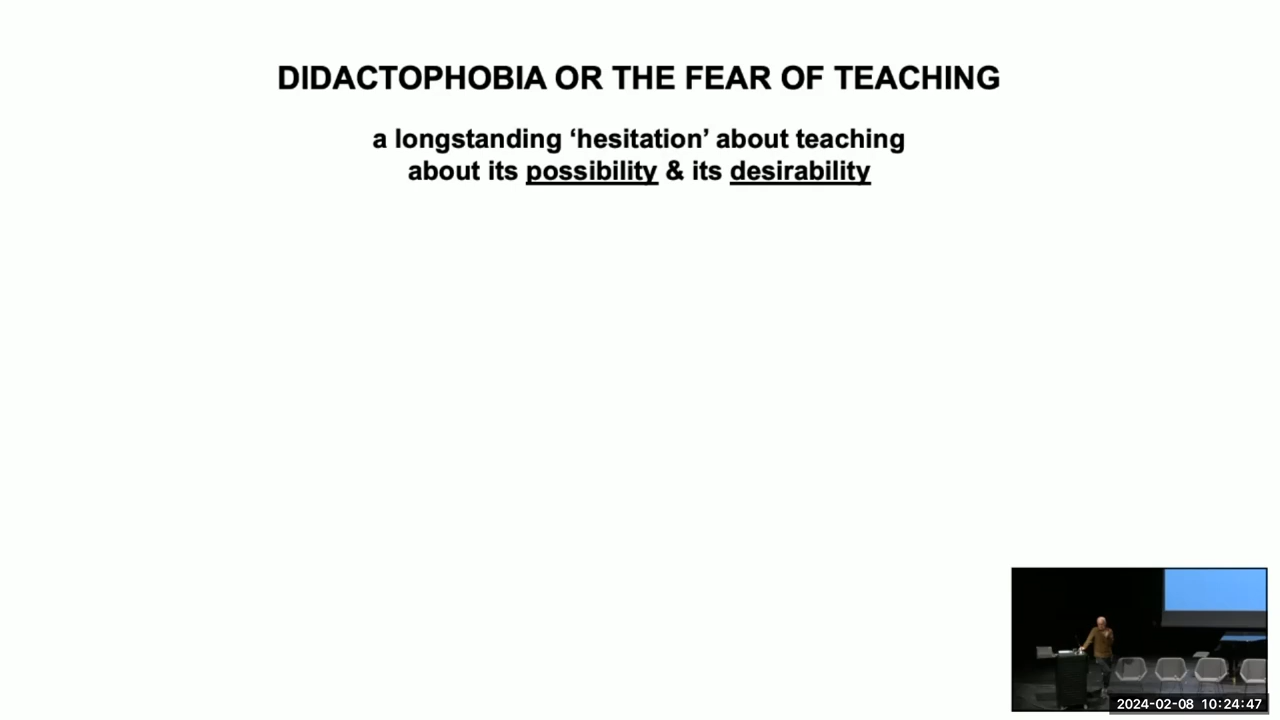 DIDACTOPHOBIA OR THE FEAR OF TEACHING
a longstanding ‘hesitation’ about teaching
about its possibility & its desirability
2024-02-08 10:24:47